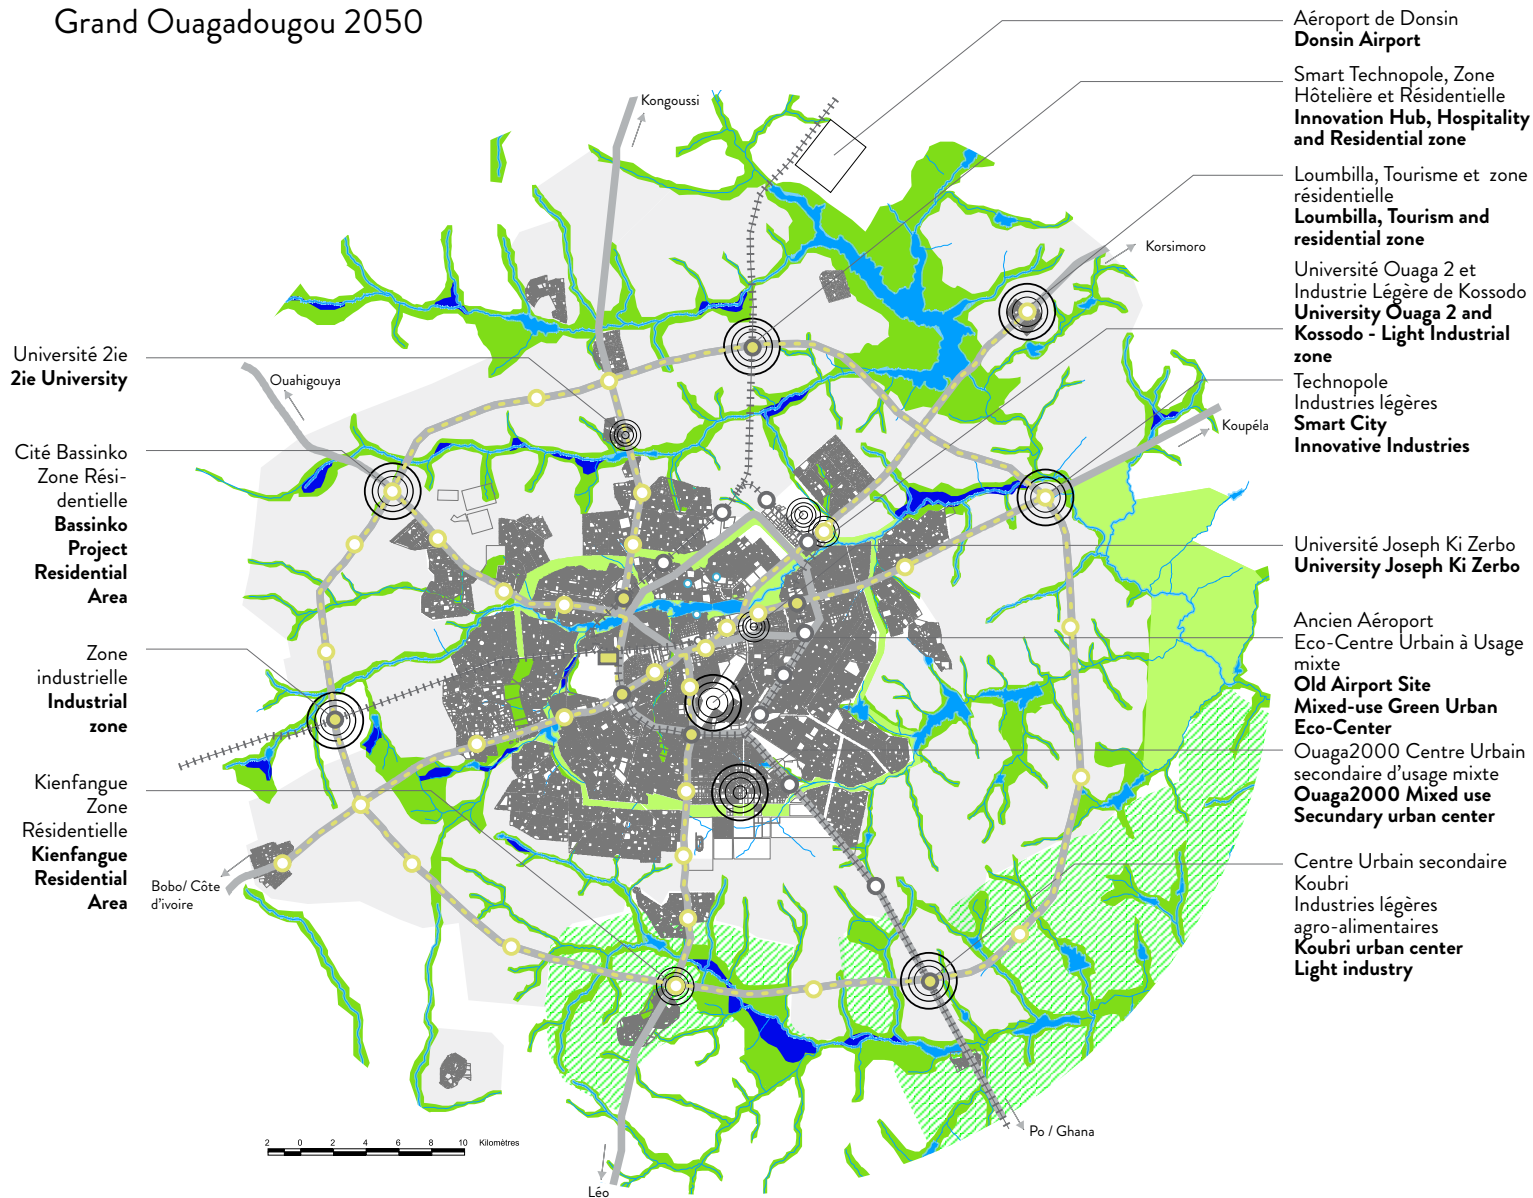 Grand Ouagadougou 2050
Aéroport de Donsin
Donsin Airport
Smart Technopole, Zone
Hôtelière et Résidentielle
Innovation Hub, Hospitality
and Residential zone
Loumbilla, Tourisme et zone
résidentielle
Loumbilla, Tourism and
residential zone
Université Ouaga 2 et
Industrie Légère de Kossodo
University Ouaga 2 and
Kossodo - Light Industrial
zone
Technopole
Industries légères
Smart City
Innovative Industries
Université Joseph Ki Zerbo
University Joseph Ki Zerbo
Ancien Aéroport
Eco-Centre Urbain à Usage
mixte
Old Airport Site
Mixed-use Green Urban
Eco-Center
Ouaga2000 Centre Urbain
secondaire d'usage mixte
Ouaga2000 Mixed use
Secundary urban center
Centre Urbain secondaire
Koubri
Industries légères
agro-alimentaires
Koubri urban center
Light industry
Université 2ie
2ie University
Cité Bassinko
Zone Rési-
dentielle
Bassinko
Project
Residential
Area
Zone
industrielle
Industrial
zone
Kienfangue
Zone
Résidentielle
Kienfangue
Residential
Area
Kongoussi
Korsimoro
Ouahigouya
Koupéla
Bobo/ Côte
d'ivoire
Po / Ghana
Léo
2 0 2 4 6 8 10 Kilomètres